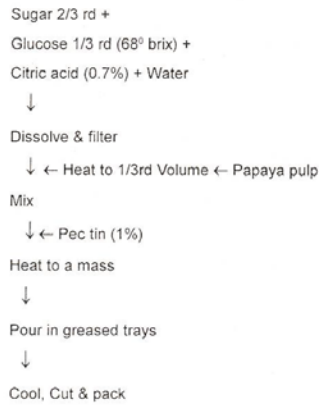 Sugar 2/3 rd +
Glucose 1/3 rd (68⁰ brix) +
Citric acid (0.7%) + Water
↓
Dissolve & filter
↓ ← Heat to 1/3rd Volume ← Papaya pulp
Mix
↓ ← Pec tin (1%)
Heat to a mass
↓
Pour in greased trays
↓
Cool, Cut & pack